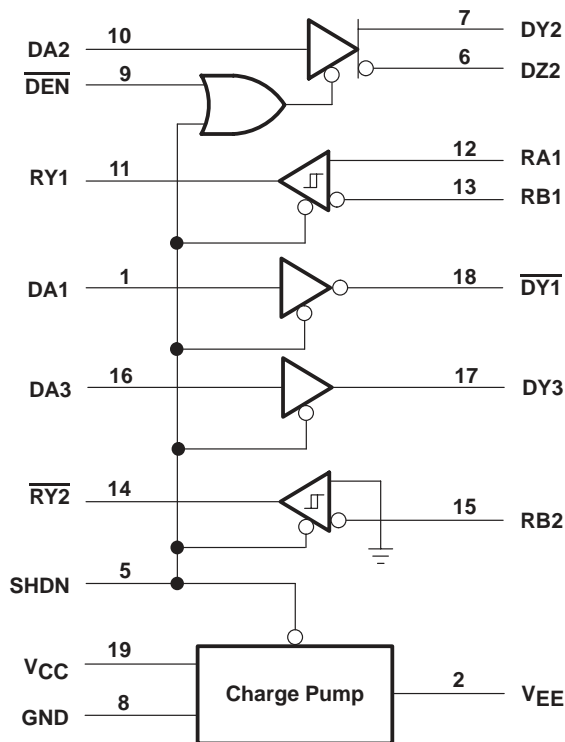 7 DY2
DA2 10
6 DZ2
DEN 9
12 RA1
RY1 11
13 RB1
DA1 1 18 DY1
DA3 16 17 DY3
RY2 14
15 RB2
SHDN 5
VCC 19
Charge Pump 2 VEE
GND 8